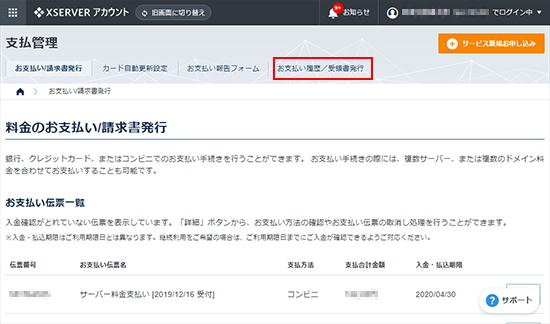 XSERVER アカウント
旧画面に切り替え
9+
お知らせ
でログイン中
支払管理
サービス新規お申し込み
お支払い/請求書発行
カード自動更新設定
お支払い報告フォーム
お支払い履歴/受領書発行
お支払い/請求書発行
料金のお支払い/請求書発行
銀行、クレジットカード、またはコンビニでのお支払い手続きを行うことができます。 お支払い手続きの際には、複数サーバー、または複数のドメイン料
金を合わせてお支払いすることも可能です。
お支払い伝票一覧
入金確認がとれていない伝票を表示しています。「詳細」ボタンから、お支払い方法の確認やお支払い伝票の取消し処理を行うことができます。
※入金・払込期限はご利用期限日とは異なります。継続利用をご希望の場合は、ご利用期限日までにご入金が確認できるようご対応ください。
伝票番号 お支払い伝票名 支払方法 支払合計金額 入金・払込期限
サーバー料金支払い [2019/12/16 受付] コンビニ 2020/04/30
サポート